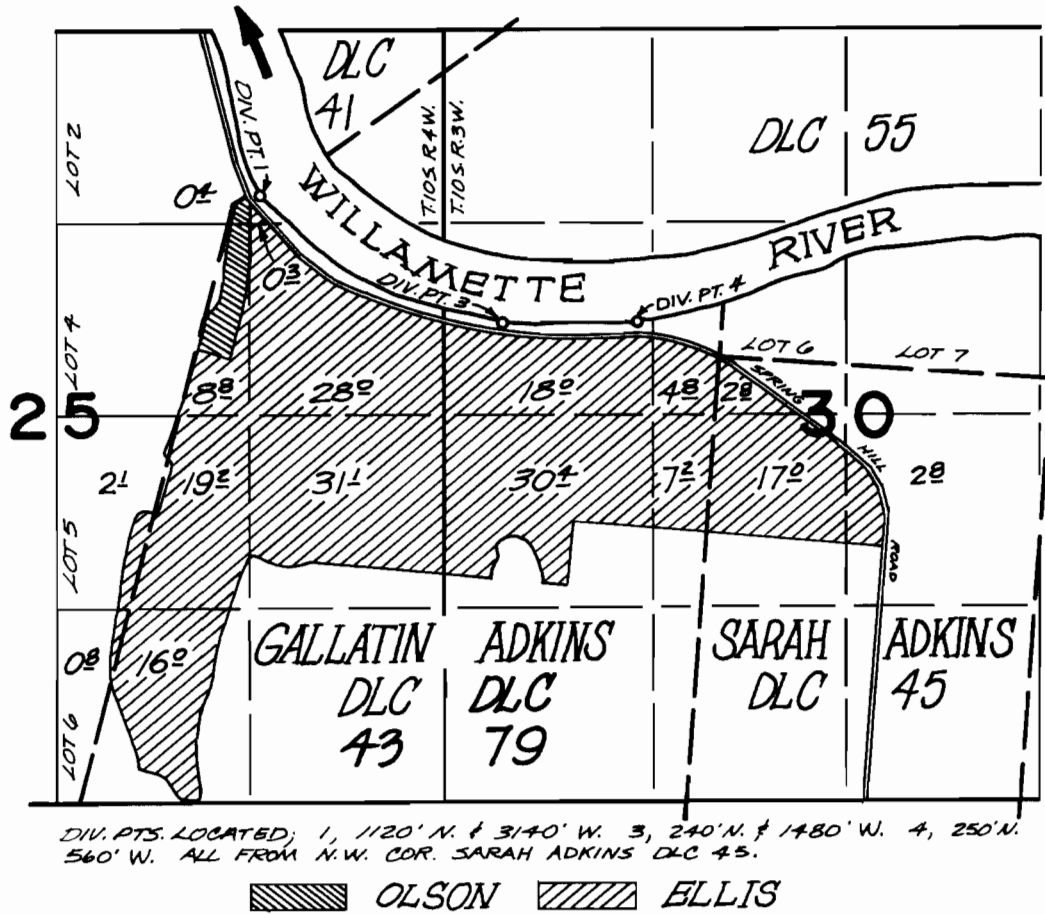 DLC
41
T.10S.R.4W.
T.10S.R.3W.
DLC 55
LOT 2
DIV. PT. 1
0 4
WILLAMETTE RIVER
0 3
DIV. PT. 3
DIV. PT. 4
LOT 4
LOT 6
LOT 7
SPRING HILL ROAD
8 8
28 0
18 0
4 8
2 8
25
30
2 1
19 2
31 1
30 4
7 2
17 0
2 8
LOT 5
0 8
16 0
LOT 6
GALLATIN ADKINS
DLC DLC
43 79
SARAH ADKINS
DLC 45
DIV. PTS. LOCATED; 1, 1120' N. & 3140' W. 3, 240' N. & 1480' W. 4, 250' N.
560' W. ALL FROM N.W. COR. SARAH ADKINS DLC 45.
OLSON ELLIS